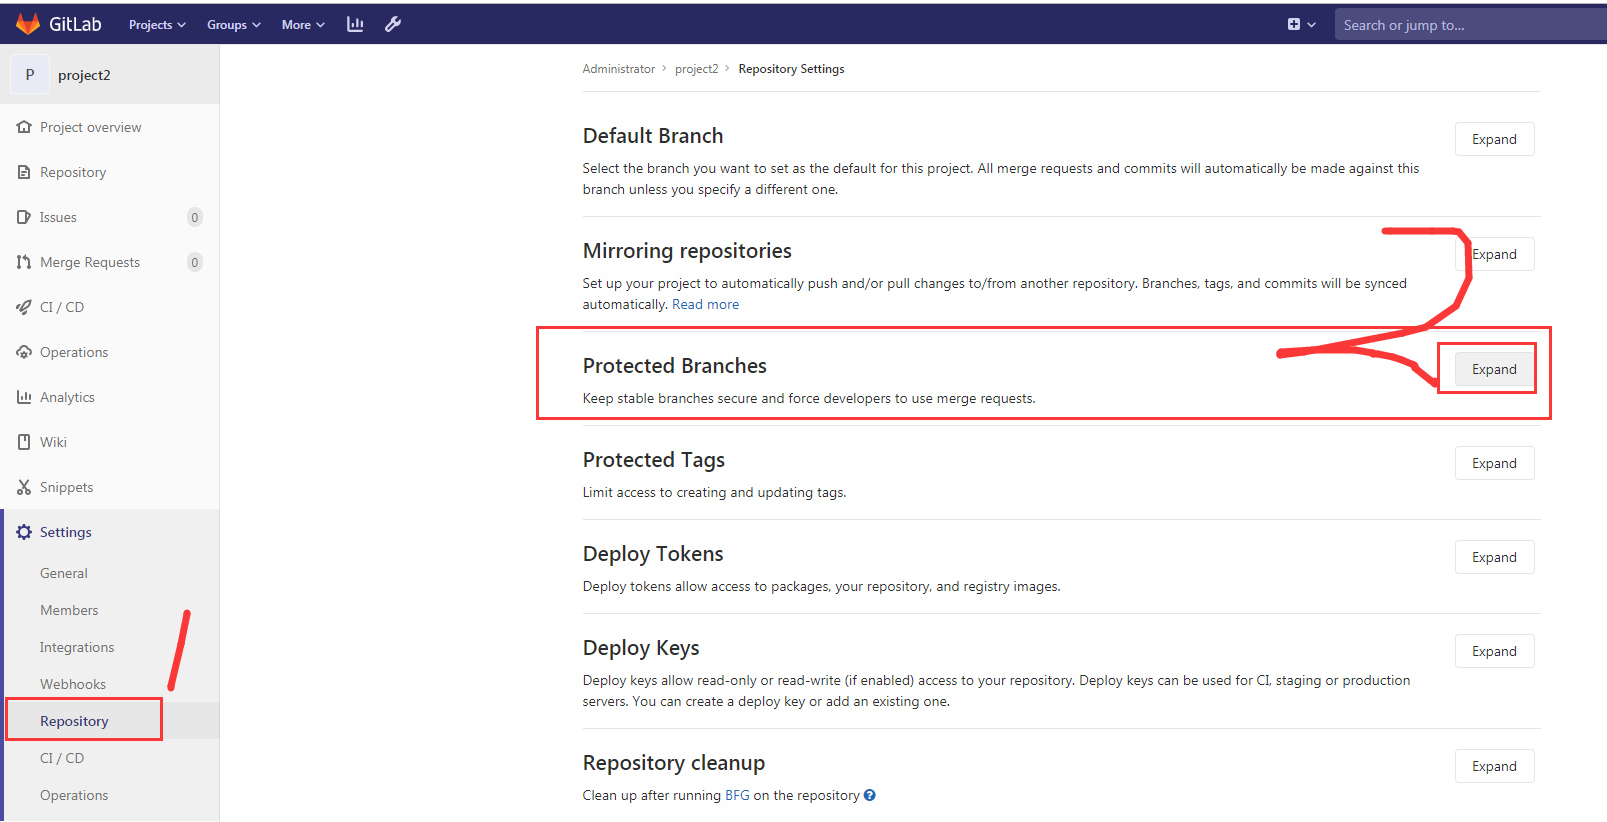 GitLab Projects Groups More Search or jump to...
P project2
Project overview
Repository
Issues 0
Merge Requests 0
CI / CD
Operations
Analytics
Wiki
Snippets
Settings
General
Members
Integrations
Webhooks
Repository
CI / CD
Operations
Administrator > project2 > Repository Settings
Default Branch Expand
Select the branch you want to set as the default for this project. All merge requests and commits will automatically be made against this
branch unless you specify a different one.
Mirroring repositories Expand
Set up your project to automatically push and/or pull changes to/from another repository. Branches, tags, and commits will be synced
automatically. Read more
Protected Branches Expand
Keep stable branches secure and force developers to use merge requests.
Protected Tags Expand
Limit access to creating and updating tags.
Deploy Tokens Expand
Deploy tokens allow access to packages, your repository, and registry images.
Deploy Keys Expand
Deploy keys allow read-only or read-write (if enabled) access to your repository. Deploy keys can be used for CI, staging or production
servers. You can create a deploy key or add an existing one.
Repository cleanup Expand
Clean up after running BFG on the repository ?